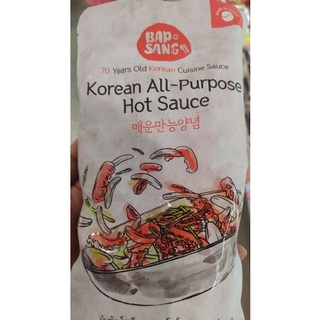 BAP
SANG
70 Years Old Korean Cuisine Sauce
Korean All-Purpose
Hot Sauce
매운만능양념